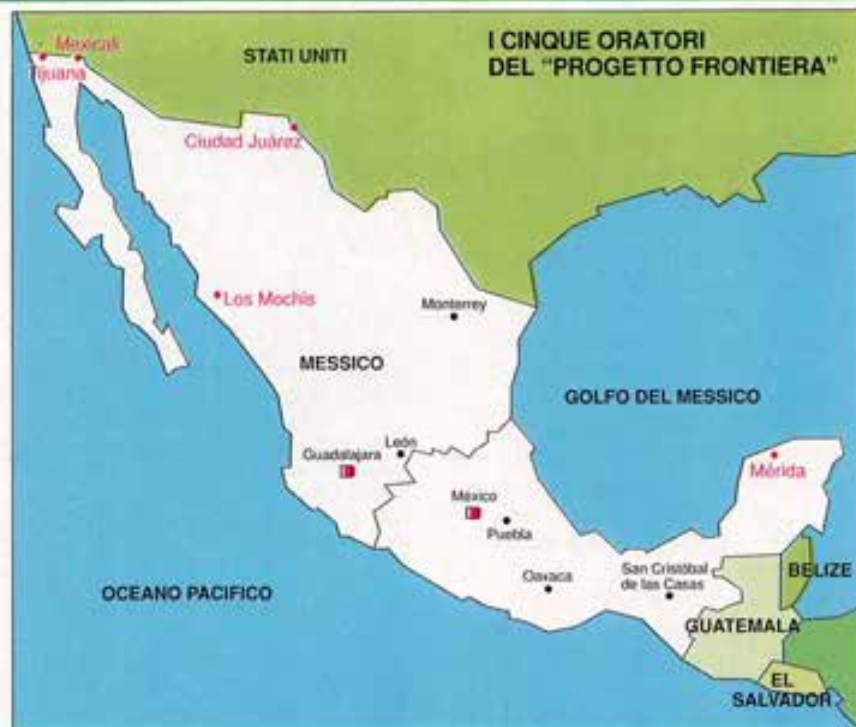 I CINQUE ORATORI
DEL "PROGETTO FRONTIERA"
STATI UNITI
Mexicali
Tijuana
Ciudad Juárez
Los Mochis
Monterrey
MESSICO
GOLFO DEL MESSICO
León
Guadalajara
Mérida
México
Puebla
Oaxaca
San Cristóbal
de las Casas
BELIZE
OCEANO PACIFICO
GUATEMALA
EL
SALVADOR